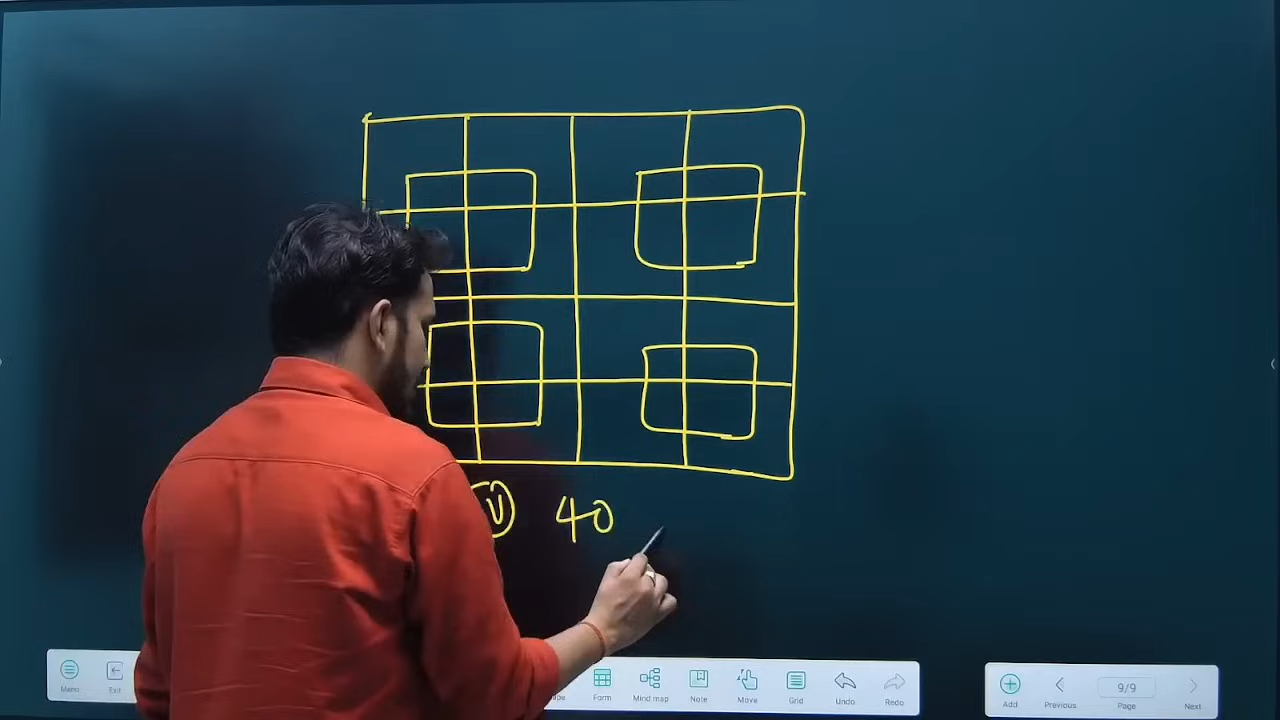 40
Menu
Exit
Form
Mind map
Note
Move
Grid
Undo
Redo
Add
Previous
9/9
Page
Next